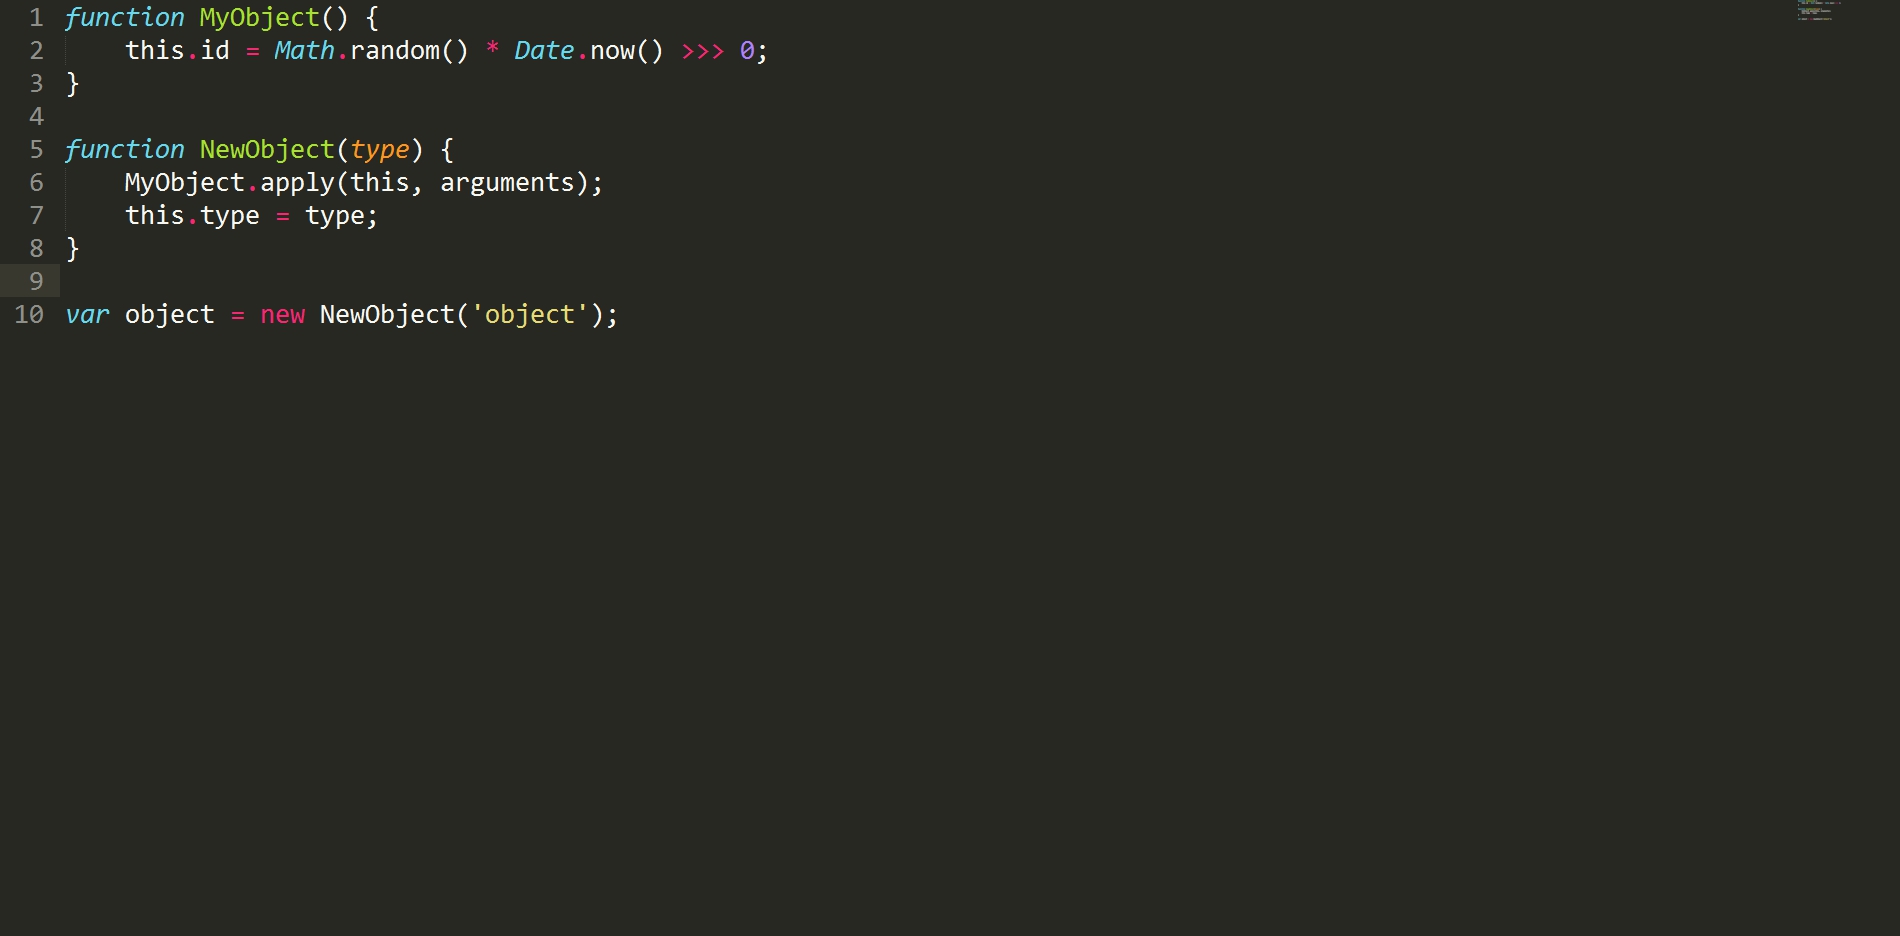 1 function MyObject() {
2     this.id = Math.random() * Date.now() >>> 0;
3 }
4
5 function NewObject(type) {
6     MyObject.apply(this, arguments);
7     this.type = type;
8 }
9
10 var object = new NewObject('object');